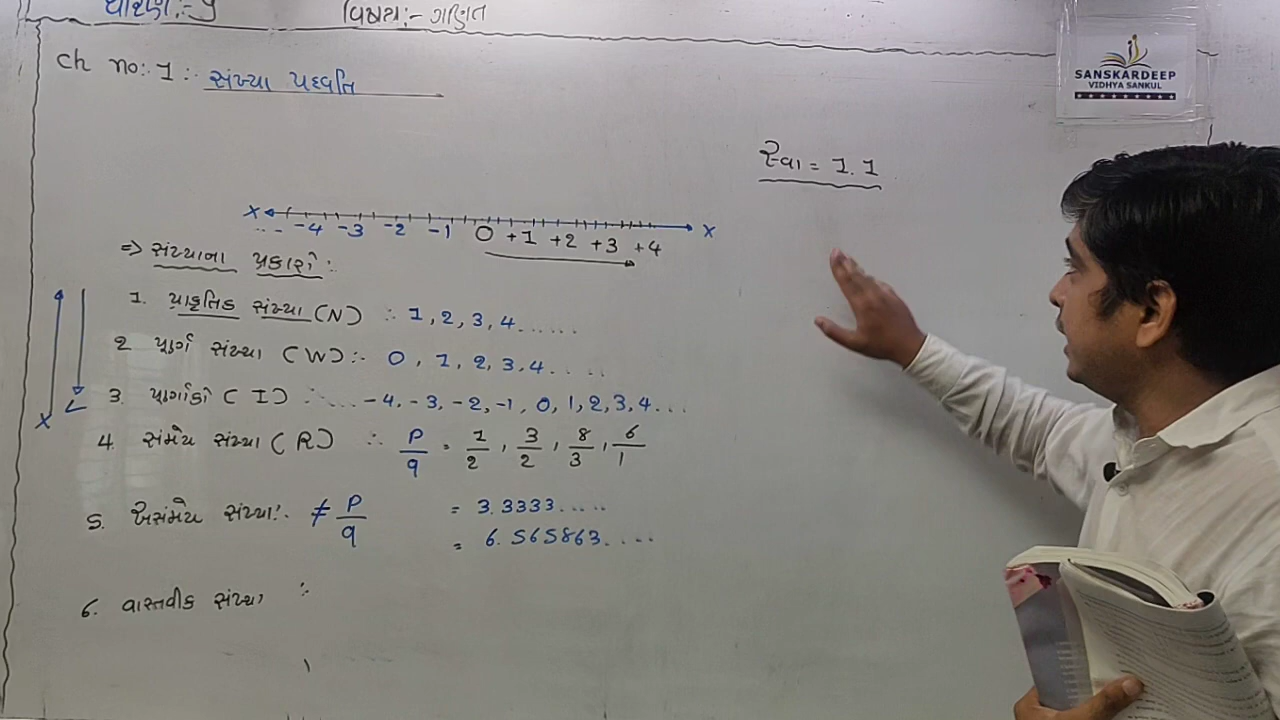 ધોરણ :- 9 વિષય :- ગણિત
SANSKARDEEP
VIDHYA SANKUL
ch no: 1 :- સંખ્યા પધ્ધતિ
સ્વા = 1.1
X ... -4 -3 -2 -1 0 +1 +2 +3 +4 X
=> સંખ્યાના પ્રકારો :
1. પ્રાકૃતિક સંખ્યા (N) : 1, 2, 3, 4......
2 પૂર્ણ સંખ્યા (W) :- 0, 1, 2, 3, 4.....
3. પૂર્ણાંકો (I) : .... -4, -3, -2, -1, 0, 1, 2, 3, 4...
4. સંમેય સંખ્યા (R) : P/q = 1/2, 3/2, 8/3, 6/1
5. અસંમેય સંખ્યા :- ≠ P/q = 3.3333.....
= 6.565863....
6. વાસ્તવીક સંખ્યા :-
X